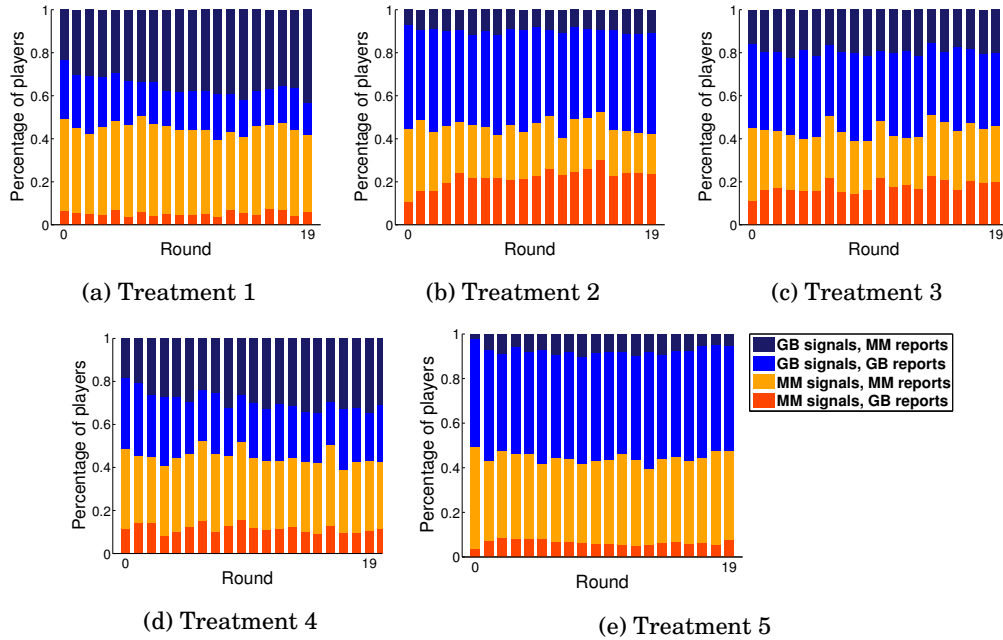 1
0.8
0.6
0.4
0.2
0
Percentage of players
0
19
Round
(a) Treatment 1
1
0.8
0.6
0.4
0.2
0
Percentage of players
0
19
Round
(b) Treatment 2
1
0.8
0.6
0.4
0.2
0
Percentage of players
0
19
Round
(c) Treatment 3
1
0.8
0.6
0.4
0.2
0
Percentage of players
0
19
Round
(d) Treatment 4
1
0.8
0.6
0.4
0.2
0
Percentage of players
0
19
Round
(e) Treatment 5
GB signals, MM reports
GB signals, GB reports
MM signals, MM reports
MM signals, GB reports